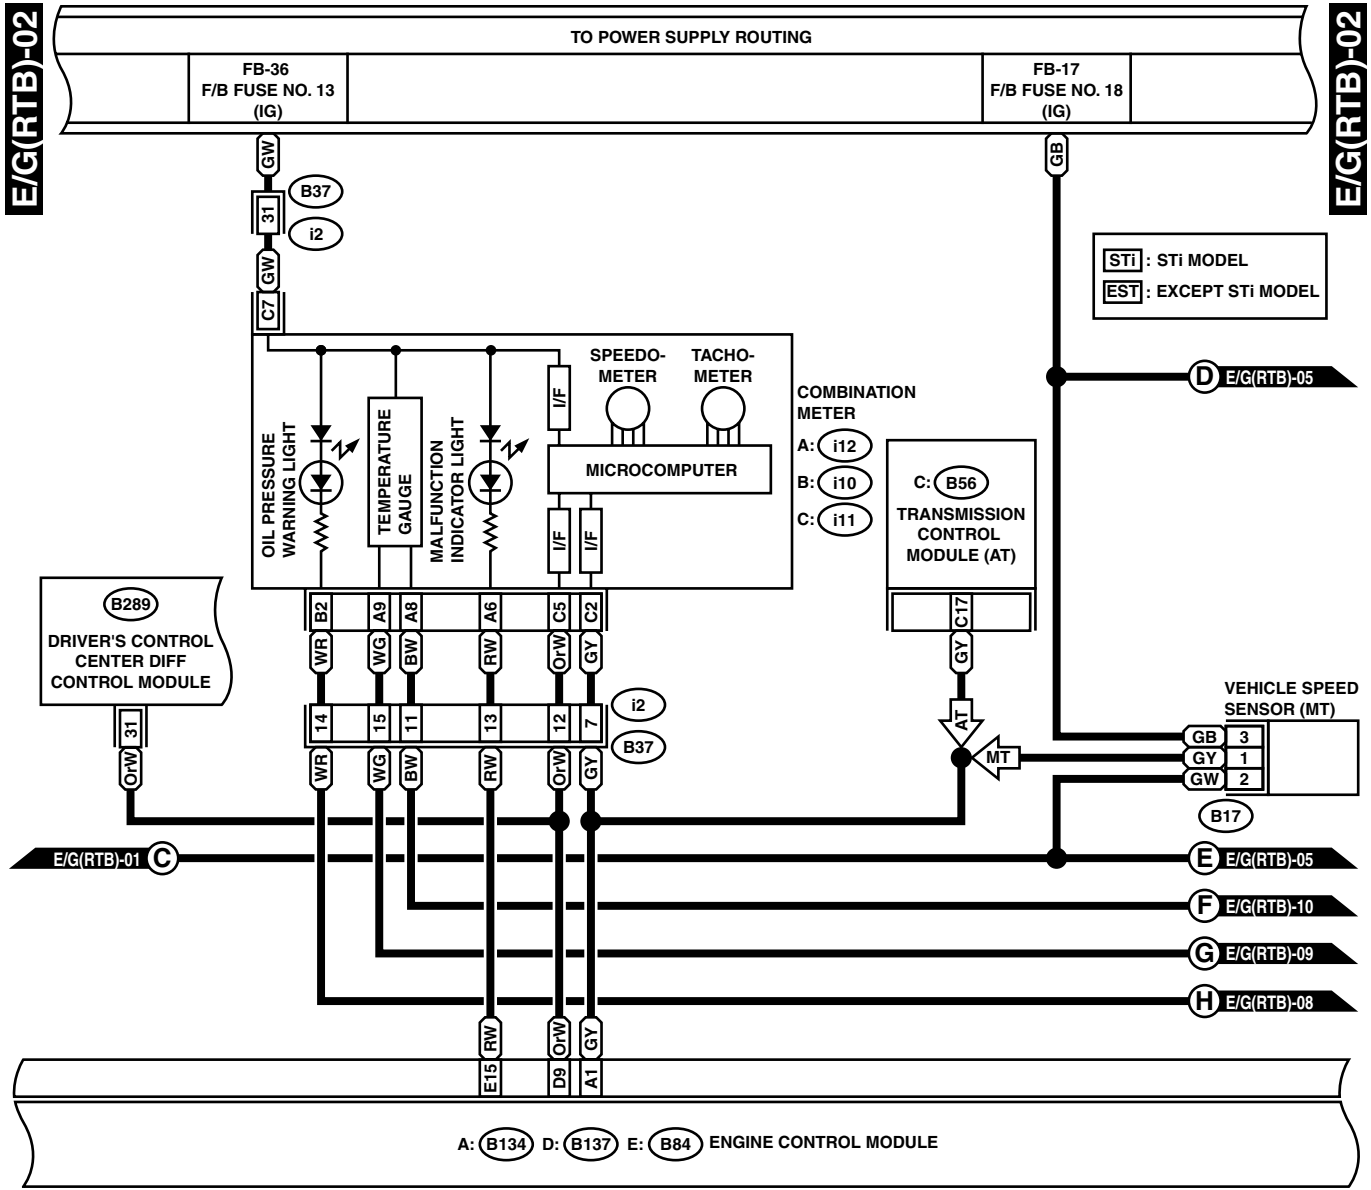 E/G(RTB)-02
E/G(RTB)-02
TO POWER SUPPLY ROUTING
FB-36
F/B FUSE NO. 13
(IG)
FB-17
F/B FUSE NO. 18
(IG)
GW
GB
31
B37
i2
GW
C7
STi : STi MODEL
EST : EXCEPT STi MODEL
D E/G(RTB)-05
OIL PRESSURE
WARNING LIGHT
TEMPERATURE
GAUGE
MALFUNCTION
INDICATOR LIGHT
I/F
SPEEDO-
METER
TACHO-
METER
MICROCOMPUTER
I/F
I/F
COMBINATION
METER
A: i12
B: i10
C: i11
C: B56
TRANSMISSION
CONTROL
MODULE (AT)
C17
GY
AT
MT
B289
DRIVER'S CONTROL
CENTER DIFF
CONTROL MODULE
31
OrW
B2 A9 A8 A6 C5 C2
WR WG BW RW OrW GY
14 15 11 13 12 7
i2
B37
WR WG BW RW OrW GY
VEHICLE SPEED
SENSOR (MT)
GB 3
GY 1
GW 2
B17
E/G(RTB)-01 C
E E/G(RTB)-05
F E/G(RTB)-10
G E/G(RTB)-09
H E/G(RTB)-08
RW OrW GY
E15 D9 A1
A: B134 D: B137 E: B84 ENGINE CONTROL MODULE